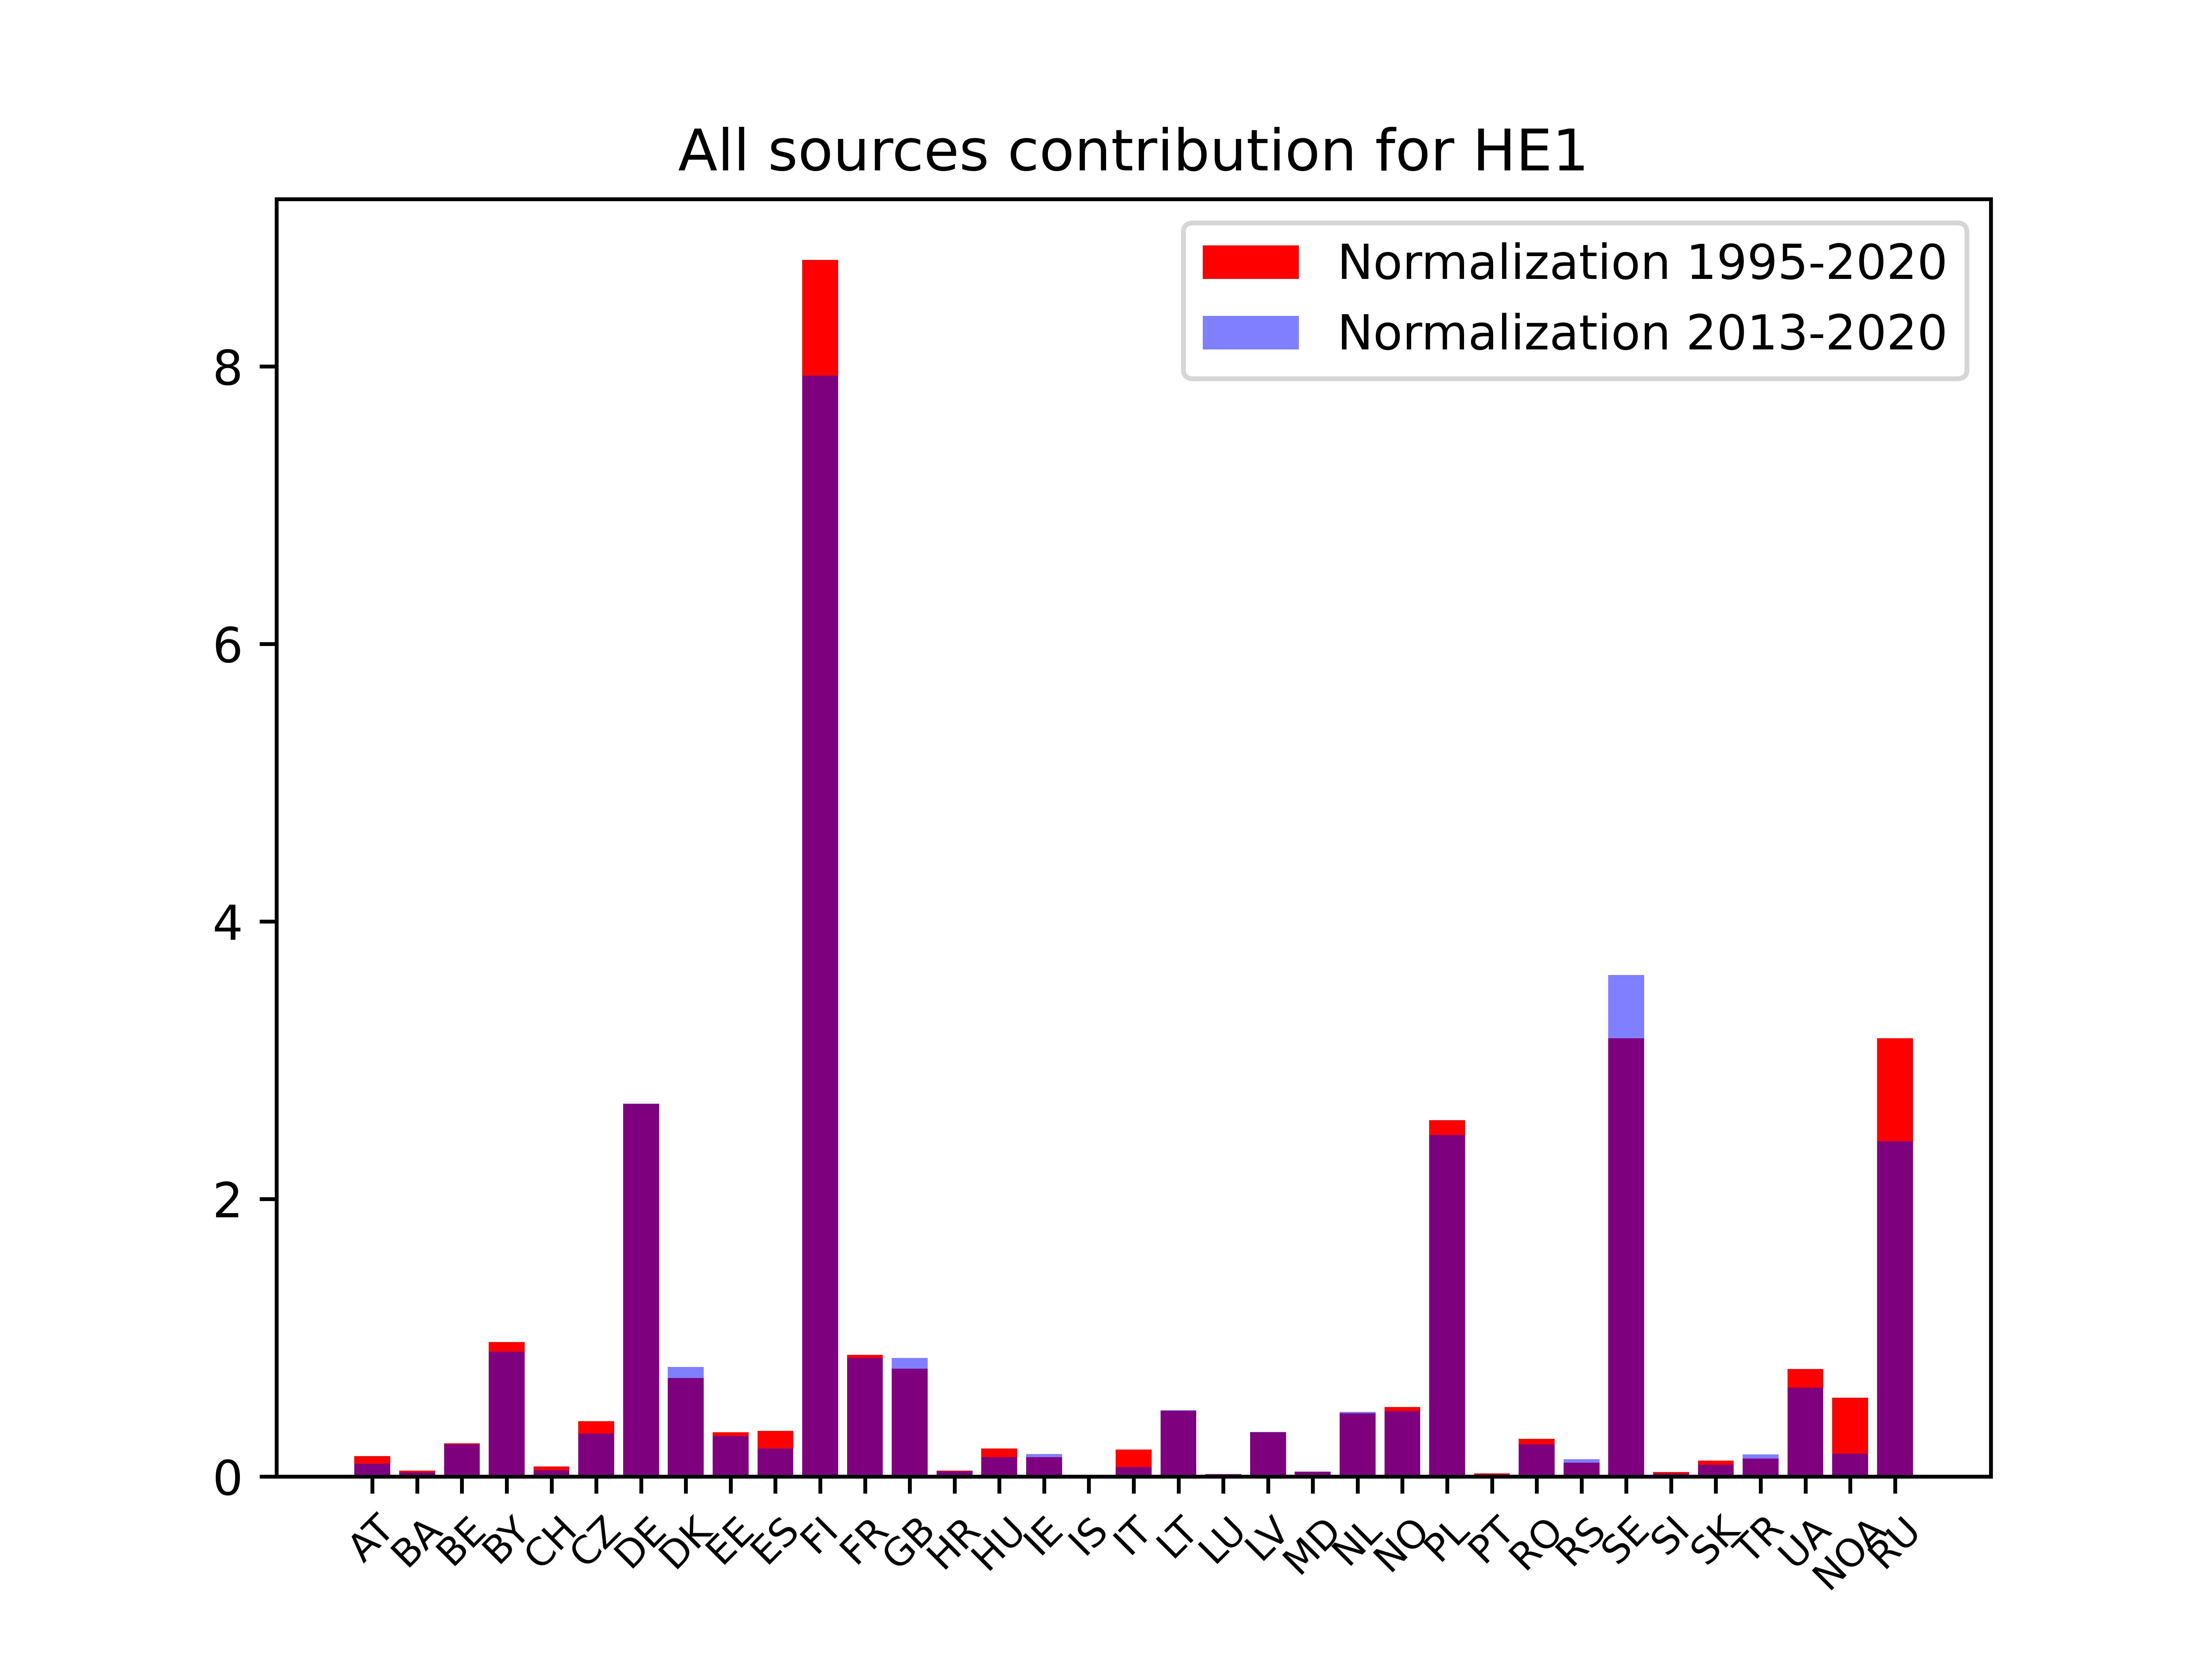 All sources contribution for HE1
Normalization 1995-2020
Normalization 2013-2020
8
6
4
2
0
AT
BA
BE
BY
CH
CZ
DE
DK
EE
ES
FI
FR
GB
HR
HU
IE
IS
IT
LT
LU
LV
MD
NL
NO
PL
PT
RO
RS
SE
SI
SK
TR
UA
NOA
RU